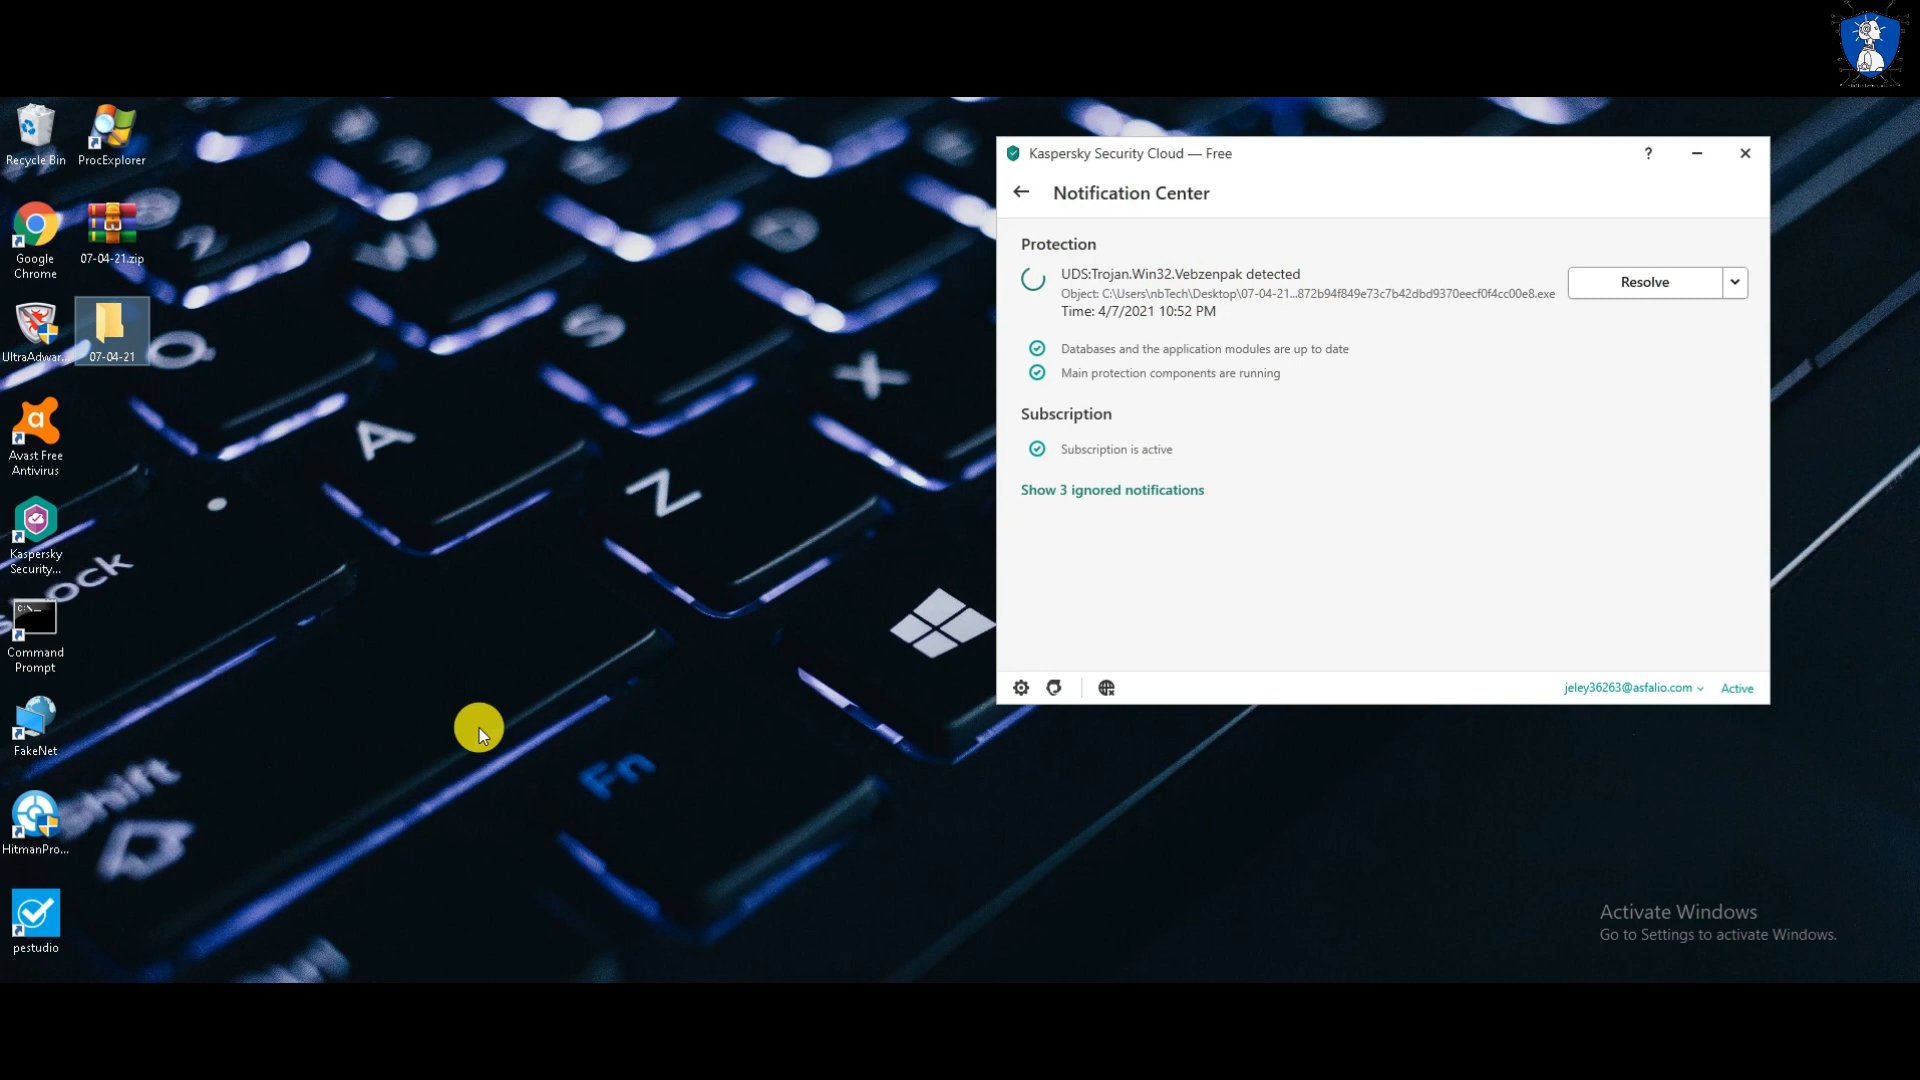 Recycle Bin
ProcExplorer
Google
Chrome
07-04-21.zip
UltraAdwar...
07-04-21
Avast Free
Antivirus
Kaspersky
Security...
Command
Prompt
FakeNet
HitmanPro...
pestudio
Kaspersky Security Cloud — Free
?
Notification Center
Protection
UDS:Trojan.Win32.Vebzenpak detected
Object: C:\Users\nbTech\Desktop\07-04-21...872b94f849e73c7b42dbd9370eecf0f4cc00e8.exe
Time: 4/7/2021 10:52 PM
Resolve
Databases and the application modules are up to date
Main protection components are running
Subscription
Subscription is active
Show 3 ignored notifications
jeley36263@asfalio.com
Active
W
Q
S
X
A
Z
ock
Shift
Fn
Activate Windows
Go to Settings to activate Windows.